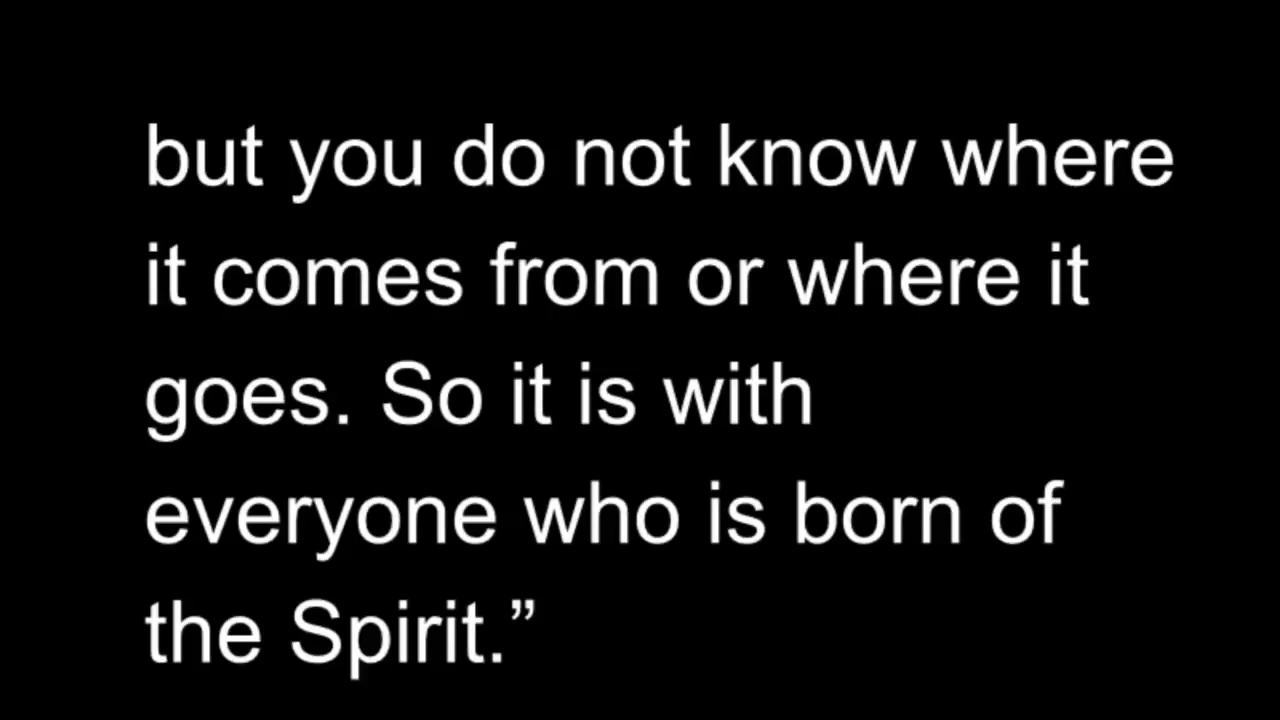 but you do not know where
it comes from or where it
goes. So it is with
everyone who is born of
the Spirit.”